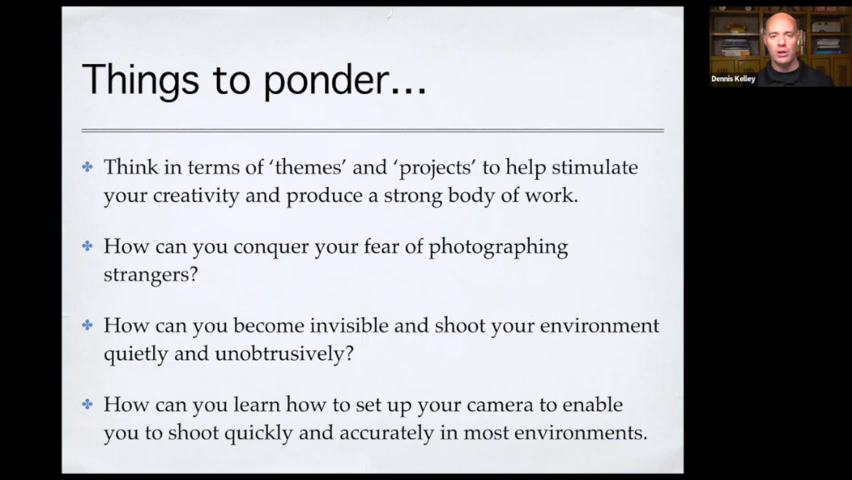 Things to ponder...
Think in terms of ‘themes’ and ‘projects’ to help stimulate
your creativity and produce a strong body of work.
How can you conquer your fear of photographing
strangers?
How can you become invisible and shoot your environment
quietly and unobtrusively?
How can you learn how to set up your camera to enable
you to shoot quickly and accurately in most environments.
Dennis Kelley